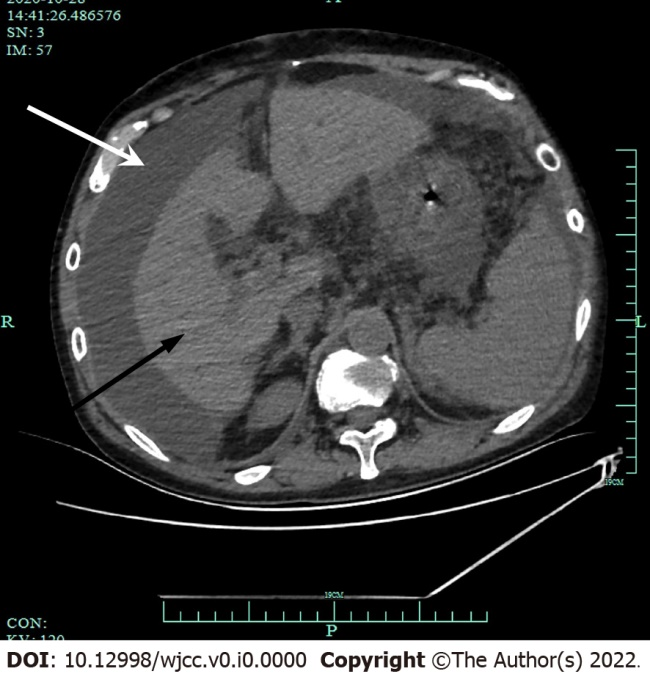 14:41:26.486576
SN: 3
IM: 57
R
L
19CM
19CM
P
CON:
DOI: 10.12998/wjcc.v0.i0.0000 Copyright ©The Author(s) 2022.